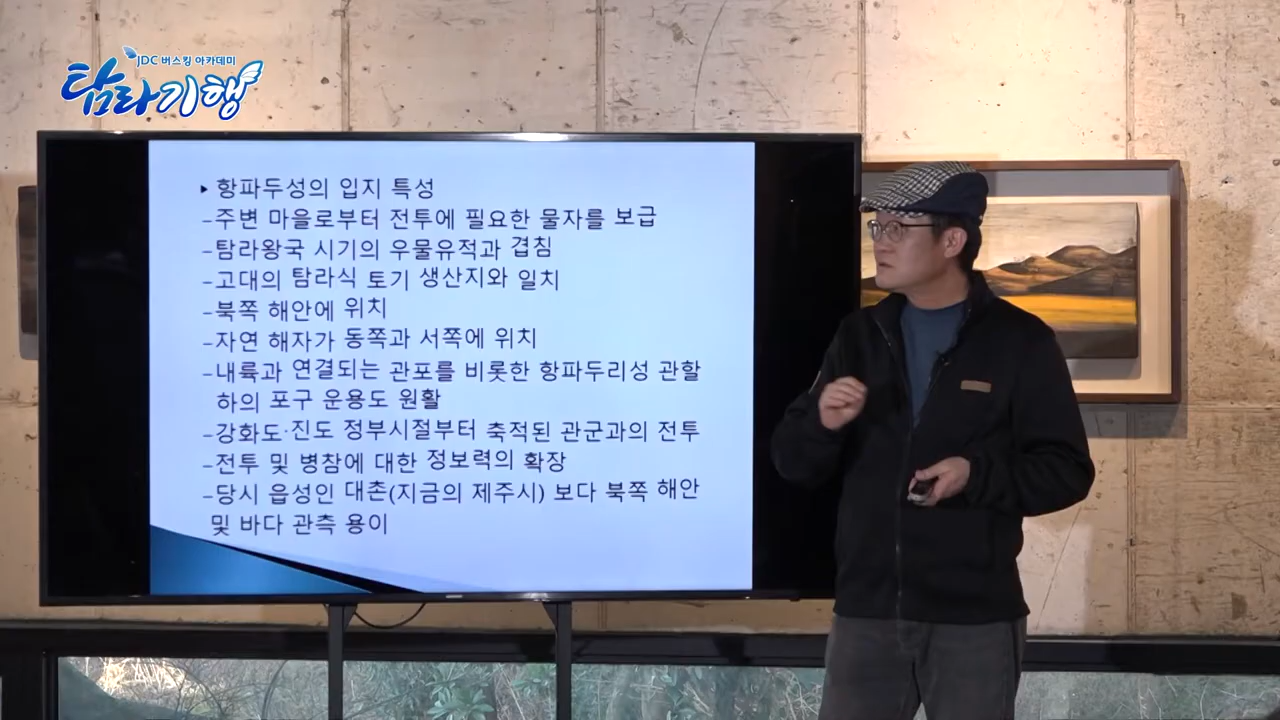 JDC 버스킹 아카데미
탐라기행
▸ 항파두성의 입지 특성
-주변 마을로부터 전투에 필요한 물자를 보급
-탐라왕국 시기의 우물유적과 겹침
-고대의 탐라식 토기 생산지와 일치
-북쪽 해안에 위치
-자연 해자가 동쪽과 서쪽에 위치
-내륙과 연결되는 관포를 비롯한 항파두리성 관할
하의 포구 운용도 원활
-강화도·진도 정부시절부터 축적된 관군과의 전투
-전투 및 병참에 대한 정보력의 확장
-당시 읍성인 대촌(지금의 제주시) 보다 북쪽 해안
및 바다 관측 용이